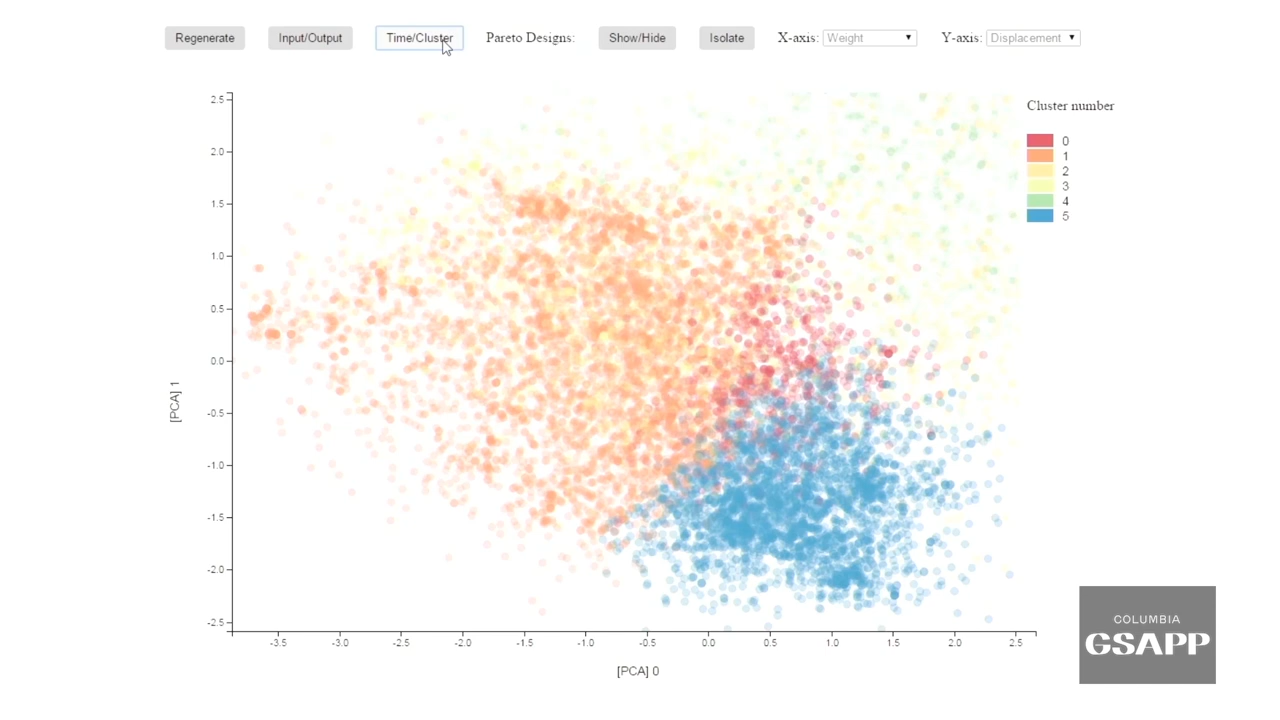 Regenerate Input/Output Time/Cluster Pareto Designs: Show/Hide Isolate X-axis: Weight Y-axis: Displacement
Cluster number
0
1
2
3
4
5
2.5
2.0
1.5
1.0
0.5
0.0
-0.5
-1.0
-1.5
-2.0
-2.5
[PCA] 1
-3.5 -3.0 -2.5 -2.0 -1.5 -1.0 -0.5 0.0 0.5 1.0 1.5 2.0 2.5
[PCA] 0
COLUMBIA
GSAPP